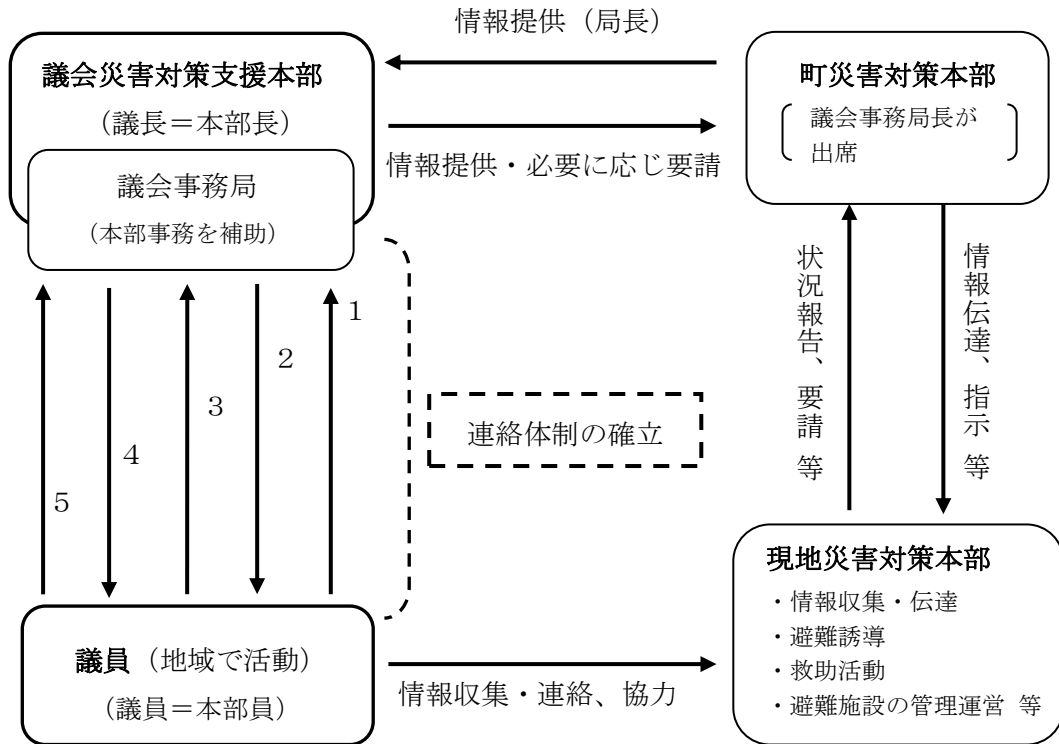 情報提供（局長）
議会災害対策支援本部
（議長＝本部長）
議会事務局
（本部事務を補助）
情報提供・必要に応じ要請
町災害対策本部
議会事務局長が
出席
状況報告、要請 等
情報伝達、指示 等
1
2
3
4
5
連絡体制の確立
議員（地域で活動）
（議員＝本部員）
情報収集・連絡、協力
現地災害対策本部
・情報収集・伝達
・避難誘導
・救助活動
・避難施設の管理運営 等